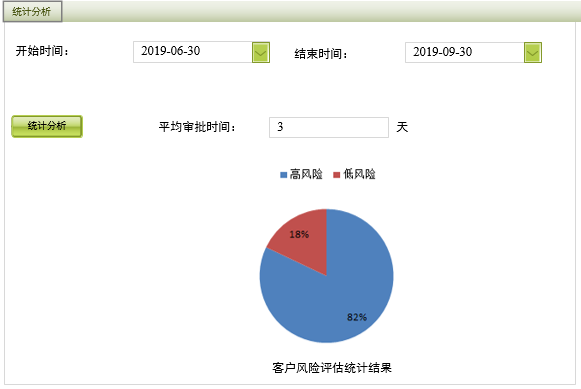 统计分析
开始时间： 2019-06-30 结束时间： 2019-09-30
统计分析 平均审批时间： 3 天
高风险 低风险
18%
82%
客户风险评估统计结果